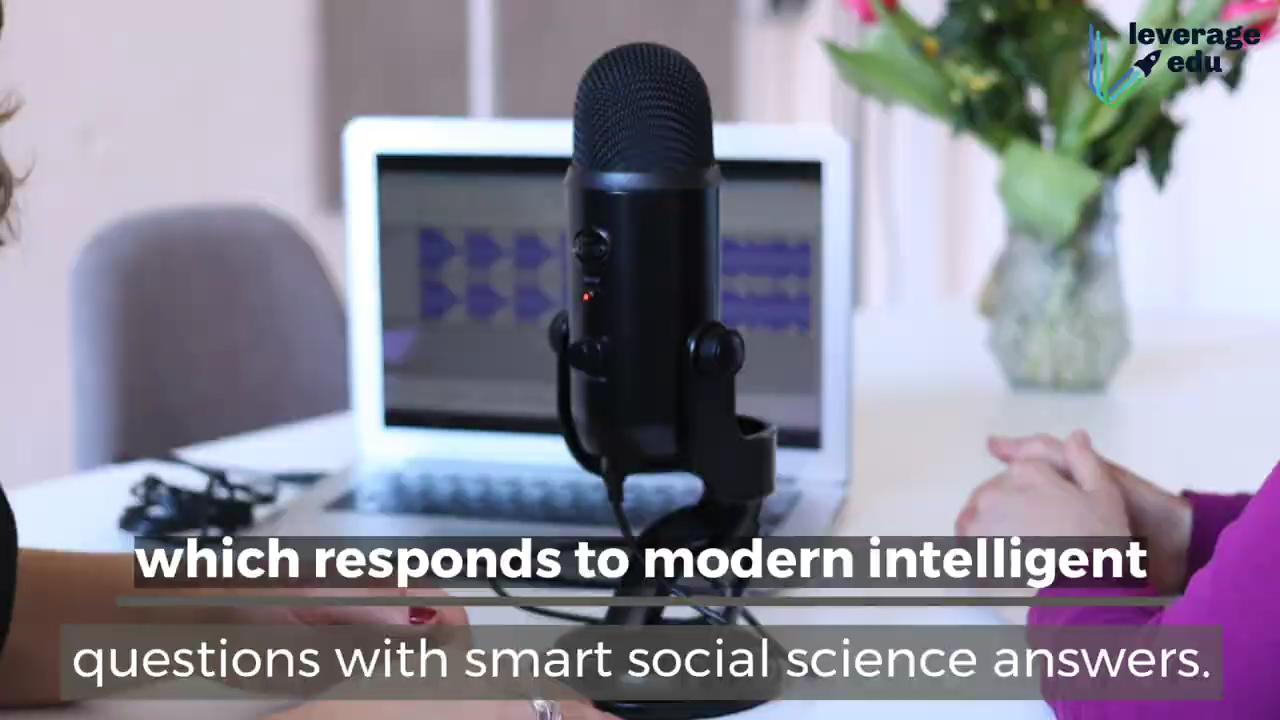 leverage
edu
which responds to modern intelligent
questions with smart social science answers.